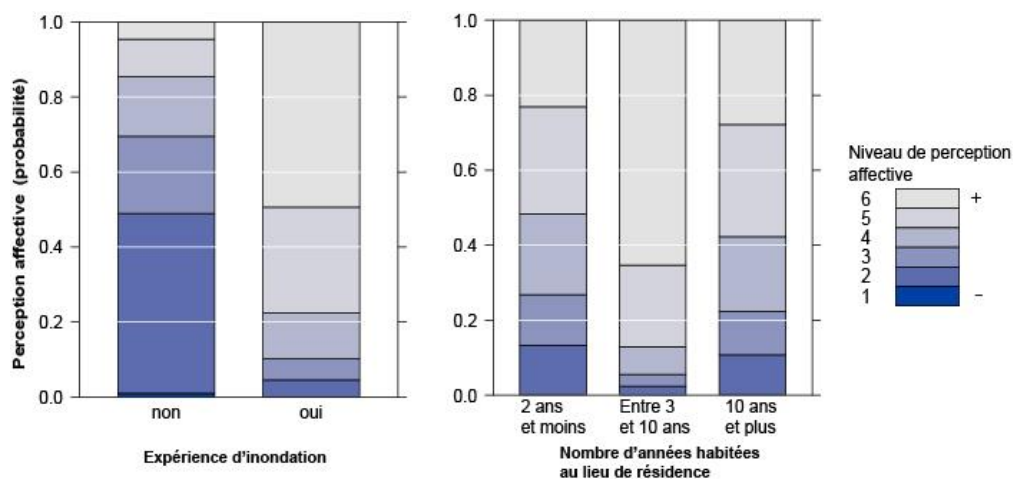 Perception affective (probabilité)
1.0
0.8
0.6
0.4
0.2
0.0
non
oui
Expérience d'inondation
1.0
0.8
0.6
0.4
0.2
0.0
2 ans
et moins
Entre 3
et 10 ans
10 ans
et plus
Nombre d'années habitées
au lieu de résidence
Niveau de perception
affective
6 +
5
4
3
2
1 -